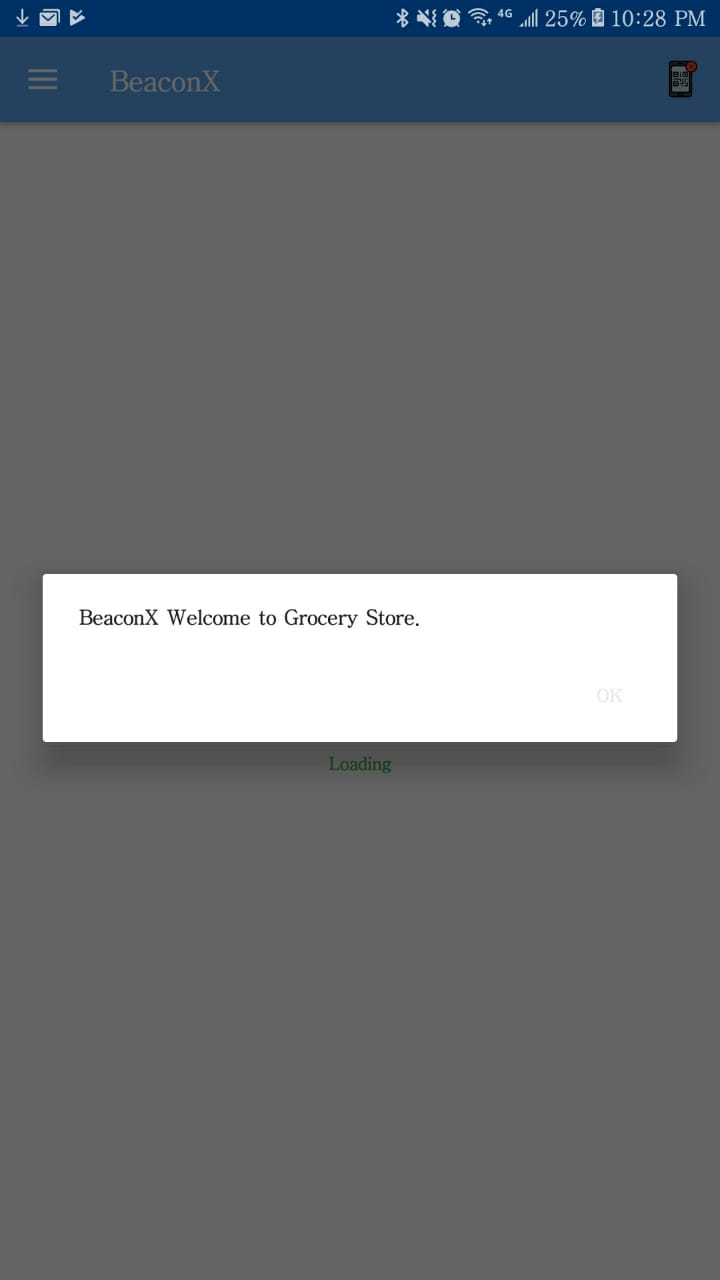 4G 25% 10:28 PM
BeaconX
BeaconX Welcome to Grocery Store.
OK
Loading